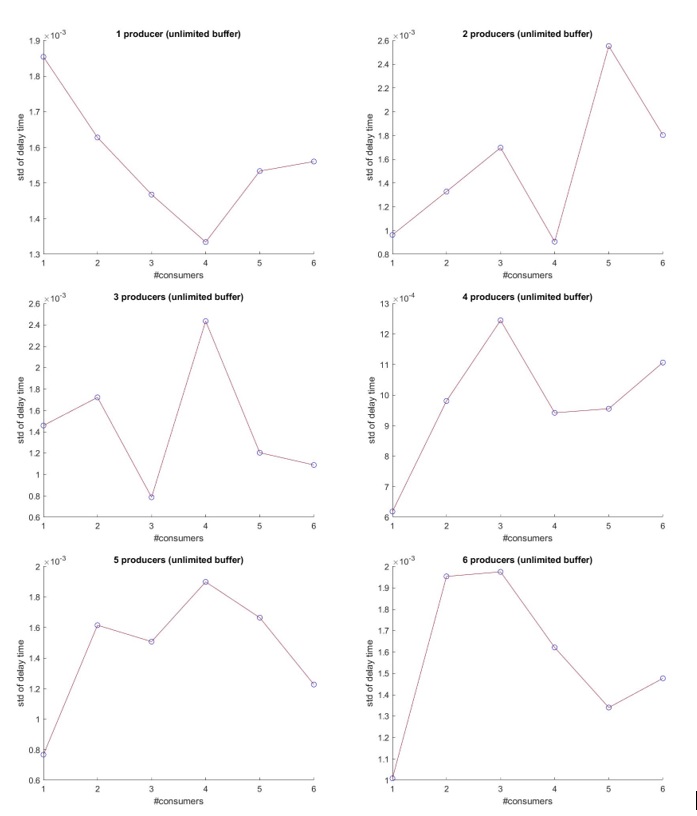 1 producer (unlimited buffer)
×10⁻³
1.9
1.8
1.7
1.6
1.5
1.4
1.3
std of delay time
1 2 3 4 5 6
#consumers
2 producers (unlimited buffer)
×10⁻³
2.6
2.4
2.2
2
1.8
1.6
1.4
1.2
1
0.8
std of delay time
1 2 3 4 5 6
#consumers
3 producers (unlimited buffer)
×10⁻³
2.6
2.4
2.2
2
1.8
1.6
1.4
1.2
1
0.8
0.6
std of delay time
1 2 3 4 5 6
#consumers
4 producers (unlimited buffer)
×10⁻⁴
13
12
11
10
9
8
7
6
std of delay time
1 2 3 4 5 6
#consumers
5 producers (unlimited buffer)
×10⁻³
2
1.8
1.6
1.4
1.2
1
0.8
0.6
std of delay time
1 2 3 4 5 6
#consumers
6 producers (unlimited buffer)
×10⁻³
2
1.9
1.8
1.7
1.6
1.5
1.4
1.3
1.2
1.1
1
std of delay time
1 2 3 4 5 6
#consumers